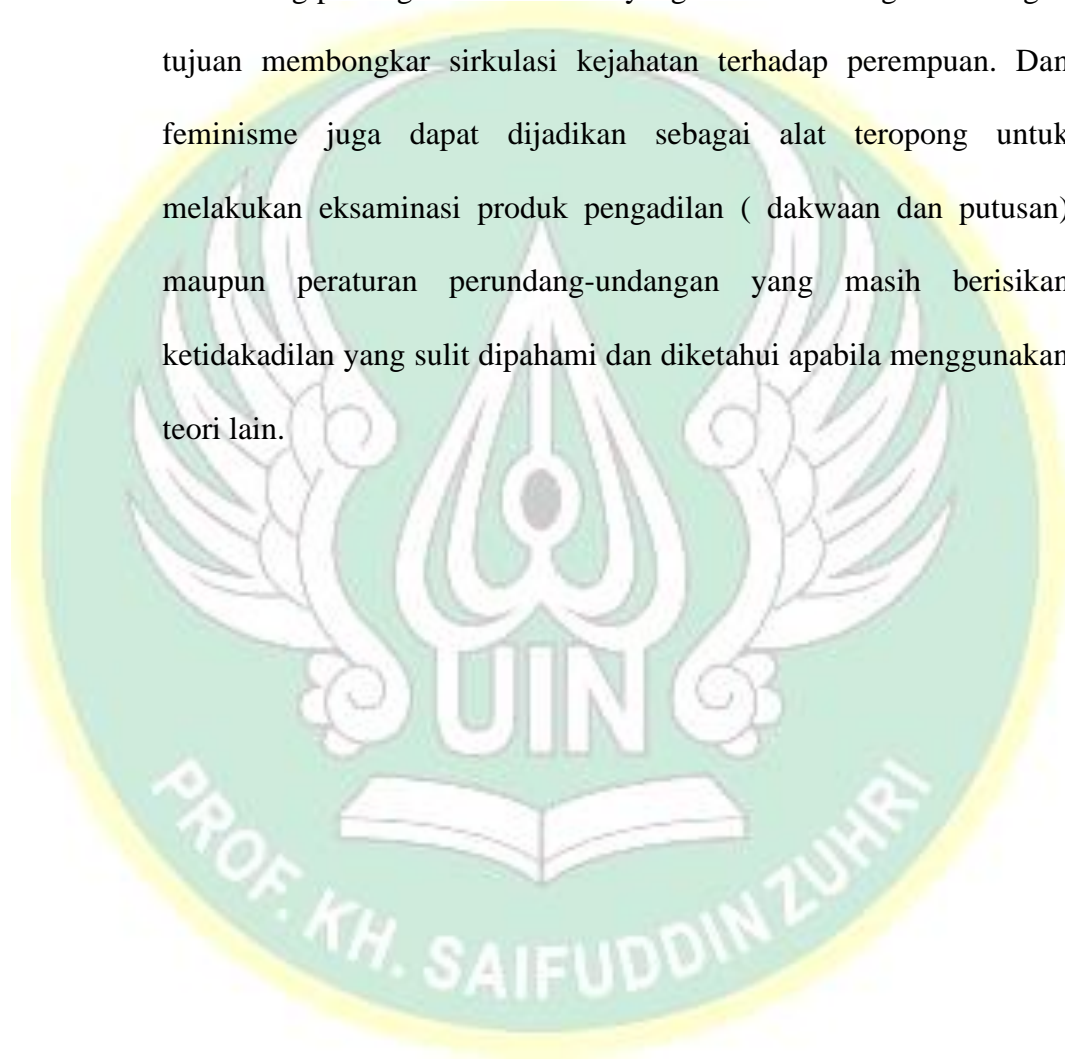 tujuan membongkar sirkulasi kejahatan terhadap perempuan. Dan
feminisme juga dapat dijadikan sebagai alat teropong untuk
melakukan eksaminasi produk pengadilan ( dakwaan dan putusan)
maupun peraturan perundang-undangan yang masih berisikan
ketidakadilan yang sulit dipahami dan diketahui apabila menggunakan
teori lain.
UIN
PROF. KH. SAIFUDDIN ZUHRI